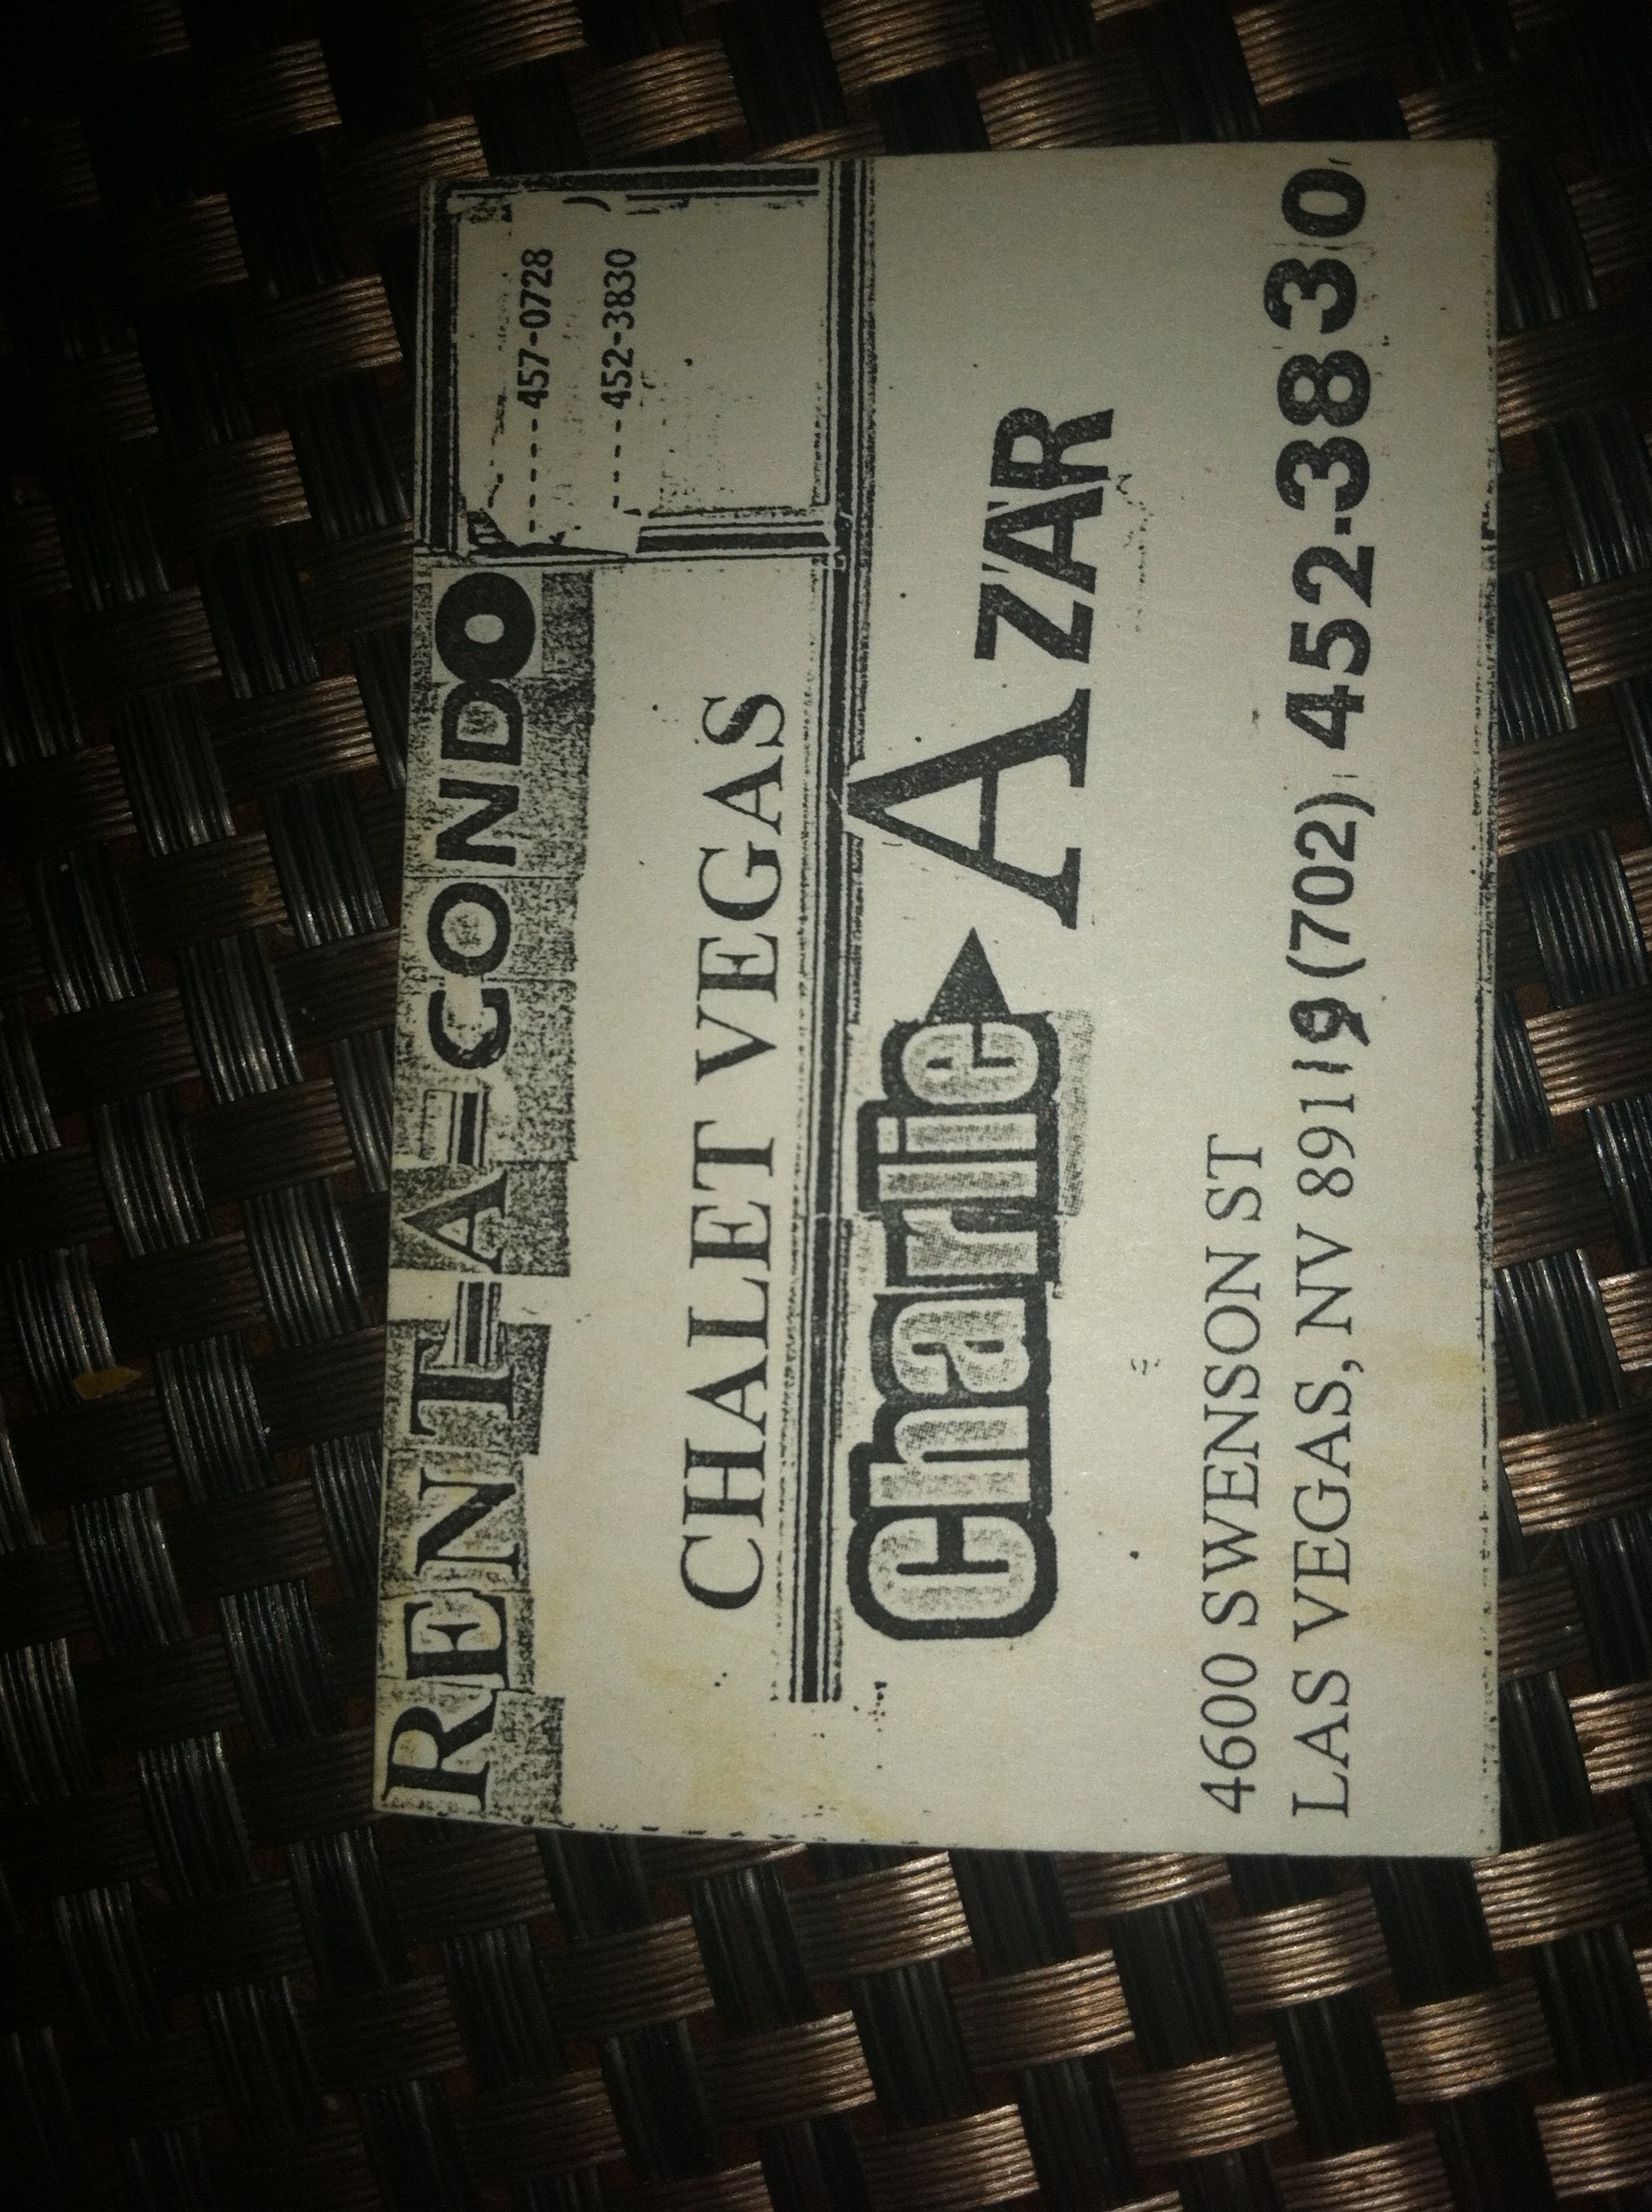 RENT-A-CONDO
-----457-0728
----452-3830
CHALET VEGAS
Charlie AZAR
4600 SWENSON ST
LAS VEGAS, NV 89119 (702) 452-3830